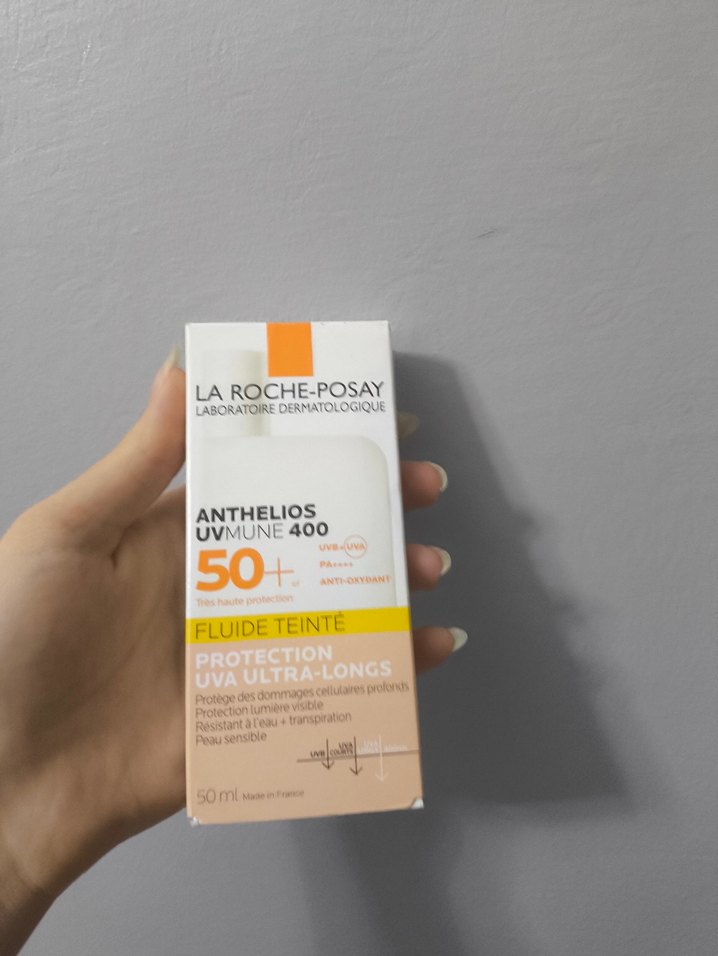 LA ROCHE-POSAY
LABORATOIRE DERMATOLOGIQUE
ANTHELIOS
UVMUNE 400
50+
UVB+UVA
PA++++
ANTI-OXYDANT
Très haute protection
FLUIDE TEINTÉ
PROTECTION
UVA ULTRA-LONGS
Protège des dommages cellulaires profonds
Protection lumière visible
Résistant à l'eau + transpiration
Peau sensible
UVB
UVA
COURTS
UVA
LONGS
50 ml Made in France